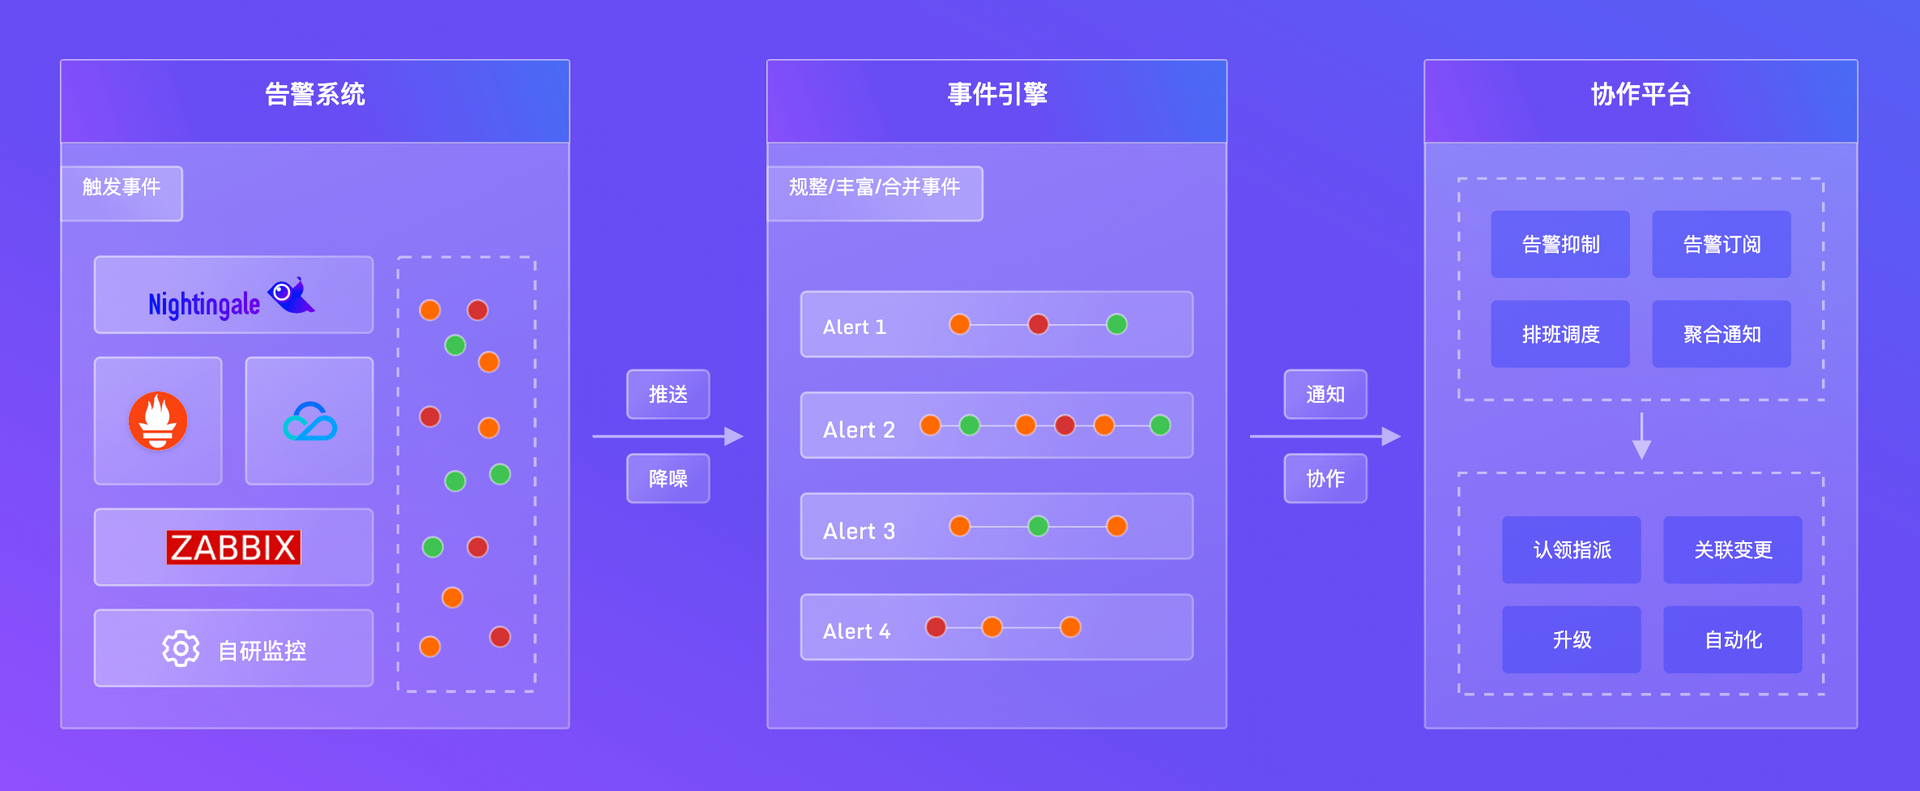 告警系统
触发事件
Nightingale
ZABBIX
自研监控
推送
降噪
事件引擎
规整/丰富/合并事件
Alert 1
Alert 2
Alert 3
Alert 4
通知
协作
协作平台
告警抑制
告警订阅
排班调度
聚合通知
认领指派
关联变更
升级
自动化